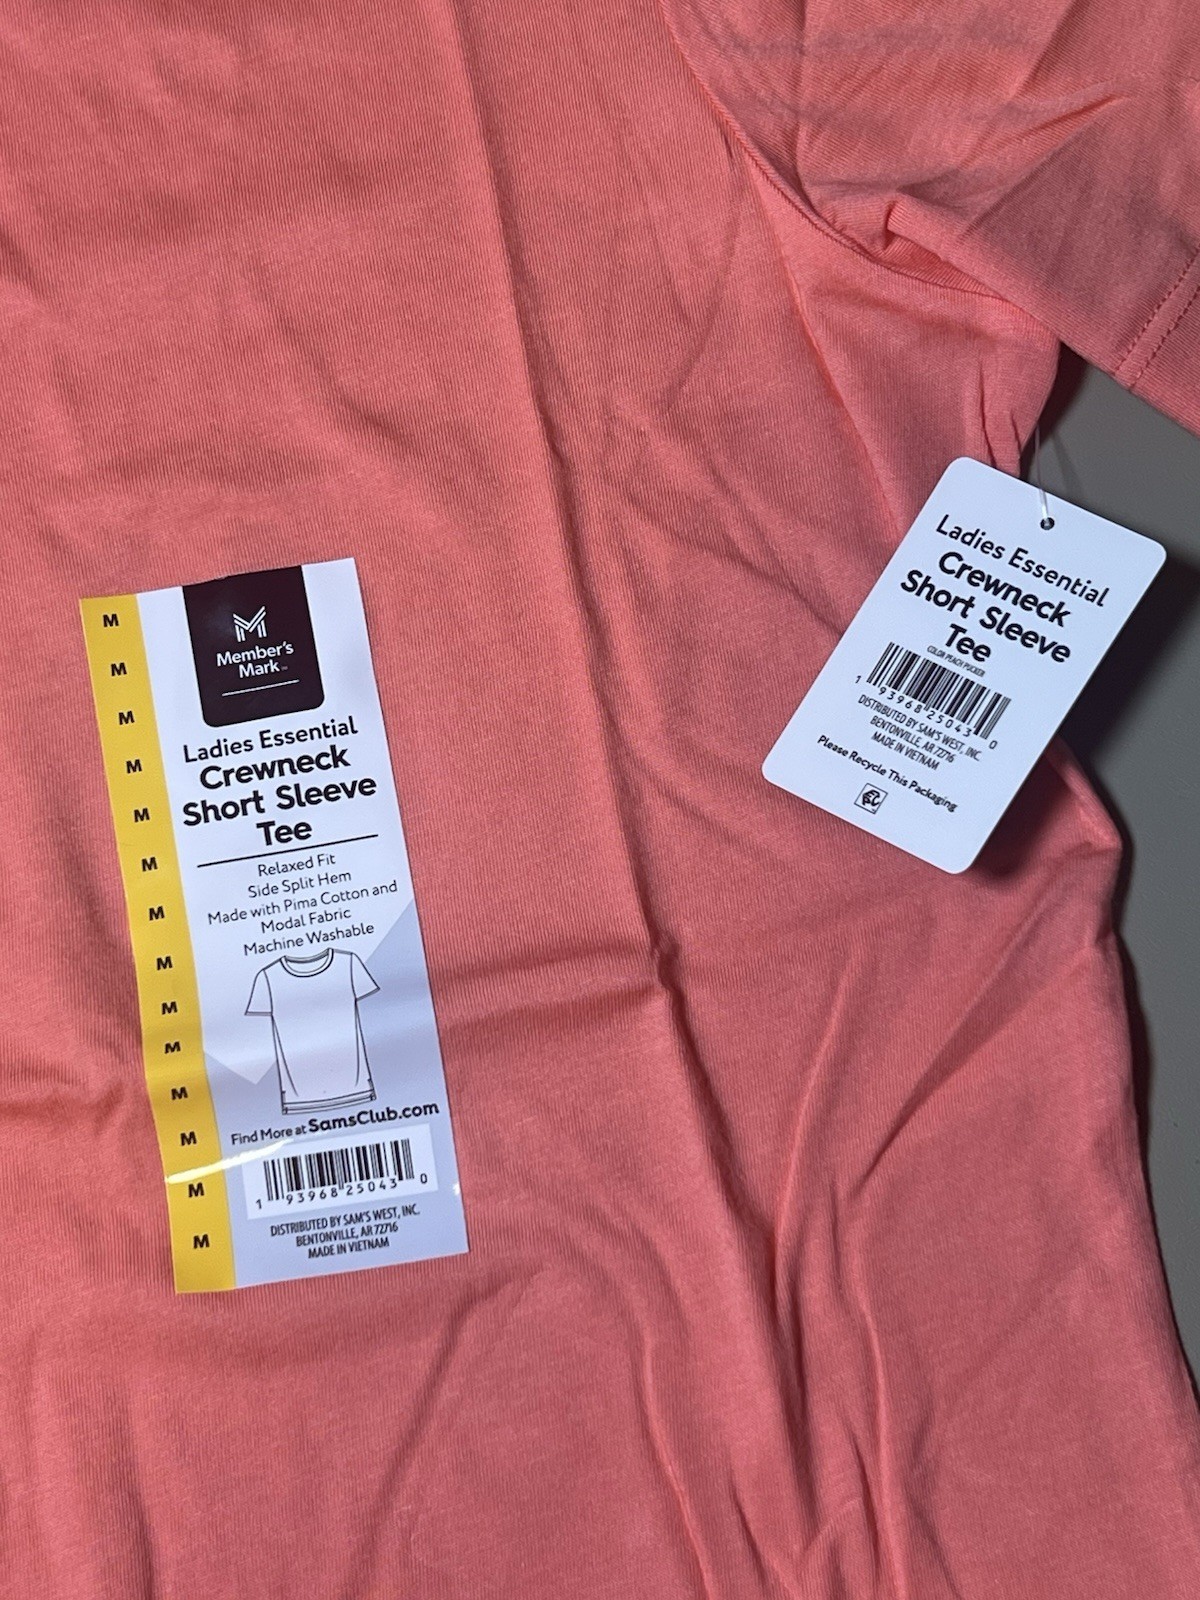 M
M
M
M
M
M
M
M
M
M
M
M
M
M
Member's
Mark™
Ladies Essential
Crewneck
Short Sleeve
Tee
Relaxed Fit
Side Split Hem
Made with Pima Cotton and
Modal Fabric
Machine Washable
Find More at SamsClub.com
1 93968 25043 0
DISTRIBUTED BY SAM'S WEST, INC.
BENTONVILLE, AR 72716
MADE IN VIETNAM
Ladies Essential
Crewneck
Short Sleeve
Tee
COLOR PEACH PUCKER
1 93968 25043 0
DISTRIBUTED BY SAM'S WEST, INC.
BENTONVILLE, AR 72716
MADE IN VIETNAM
Please Recycle This Packaging